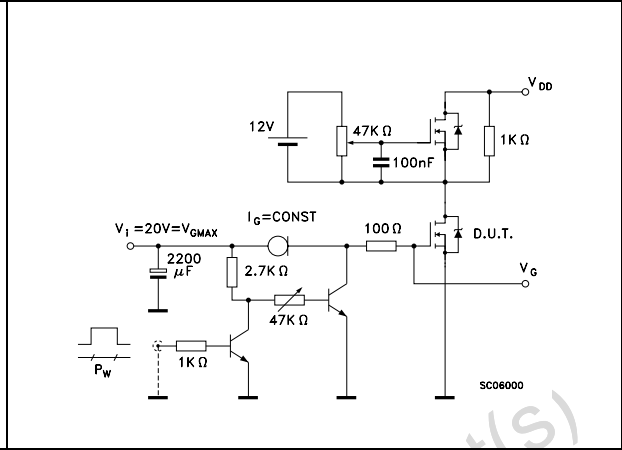 V DD
12V
47K Ω
1K Ω
100nF
I G =CONST
V i =20V=V GMAX
100 Ω
D.U.T.
2200
μF
2.7K Ω
V G
47K Ω
1K Ω
P W
SC06000
t(s)